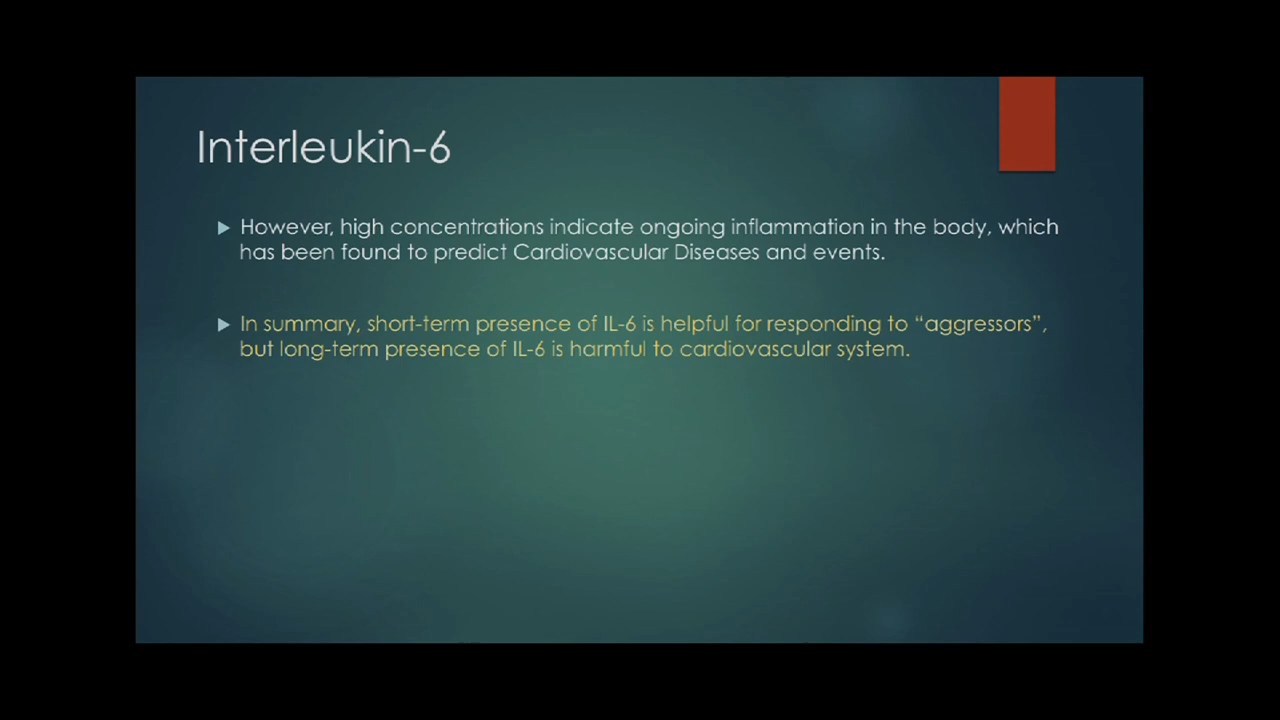 Interleukin-6
However, high concentrations indicate ongoing inflammation in the body, which
has been found to predict Cardiovascular Diseases and events.
In summary, short-term presence of IL-6 is helpful for responding to “aggressors”,
but long-term presence of IL-6 is harmful to cardiovascular system.